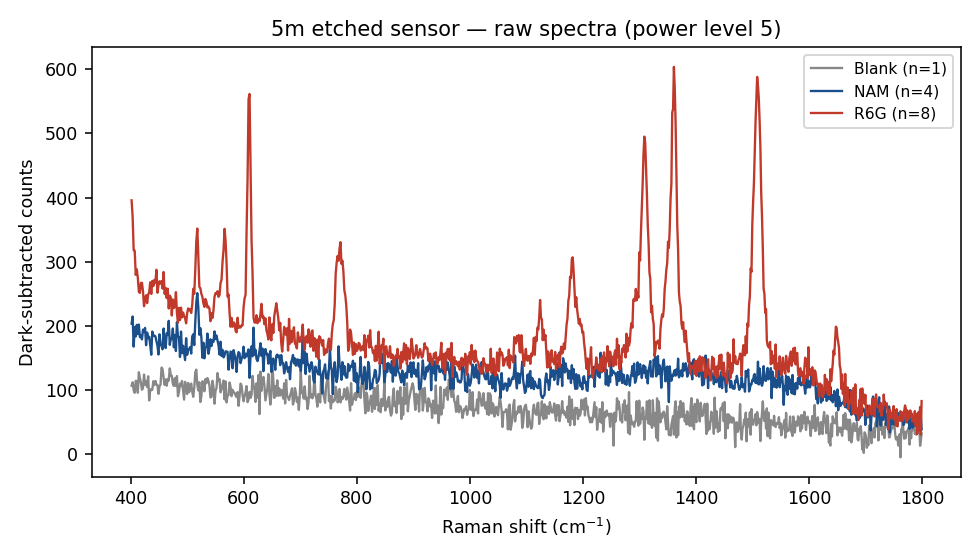 5m etched sensor — raw spectra (power level 5)
Blank (n=1)
NAM (n=4)
R6G (n=8)
Dark-subtracted counts
600
500
400
300
200
100
0
400 600 800 1000 1200 1400 1600 1800
Raman shift (cm⁻¹)